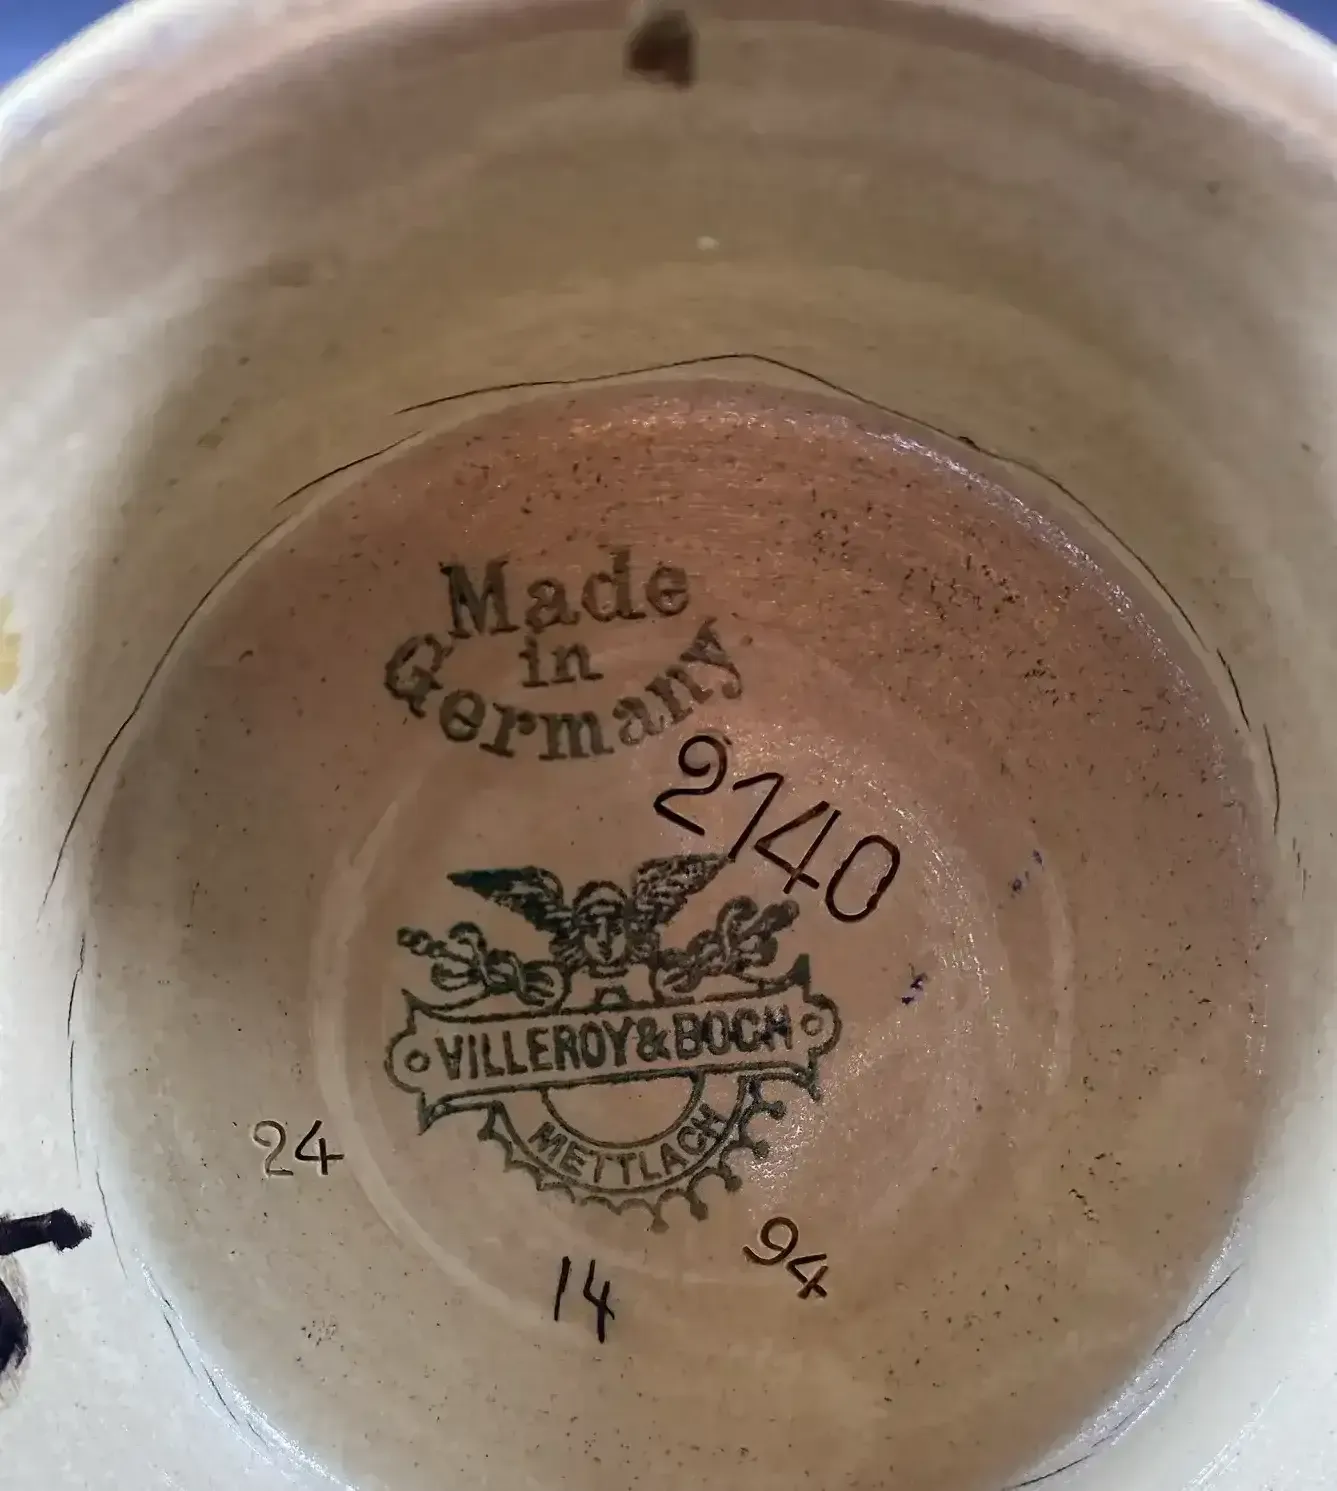 Made
in
Germany
2140
VILLEROY & BOCH
METTLACH
24
94
14